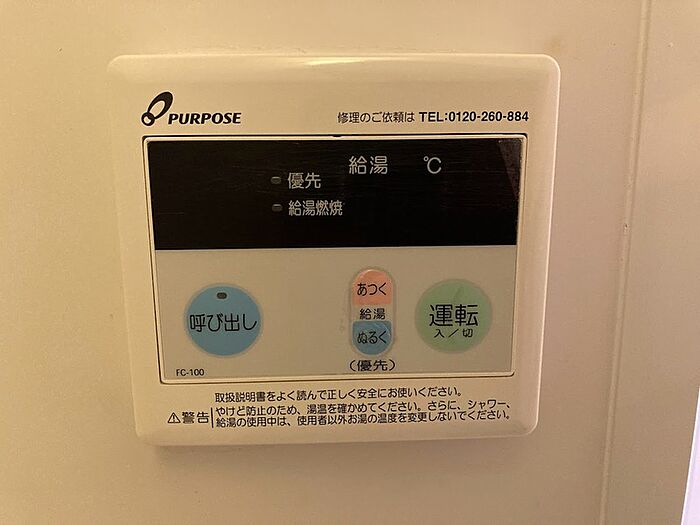 PURPOSE
修理のご依頼は TEL:0120-260-884
給湯 ℃
優先
給湯燃焼
呼び出し
あつく
給湯
ぬるく
(優先)
運転
入/切
FC-100
取扱説明書をよく読んで正しく安全にお使いください。
⚠警告
やけど防止のため、湯温を確かめてください。さらに、シャワー、
給湯の使用中は、使用者以外お湯の温度を変更しないでください。